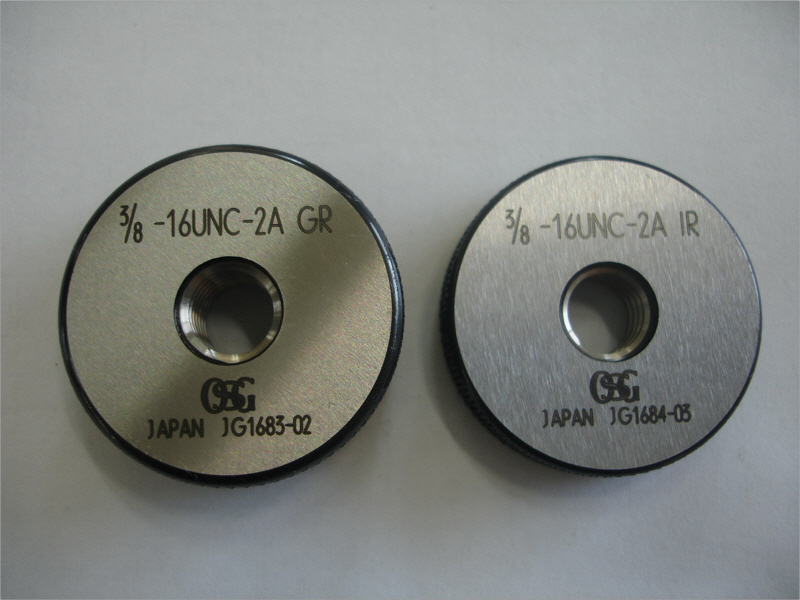 3/8 -16UNC-2A GR
OSG
JAPAN JG1683-02
3/8 -16UNC-2A IR
OSG
JAPAN JG1684-03